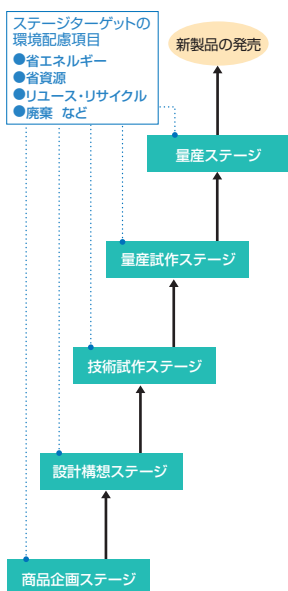 ステージターゲットの
環境配慮項目
●省エネルギー
●省資源
●リユース・リサイクル
●廃棄 など
新製品の発売
量産ステージ
量産試作ステージ
技術試作ステージ
設計構想ステージ
商品企画ステージ